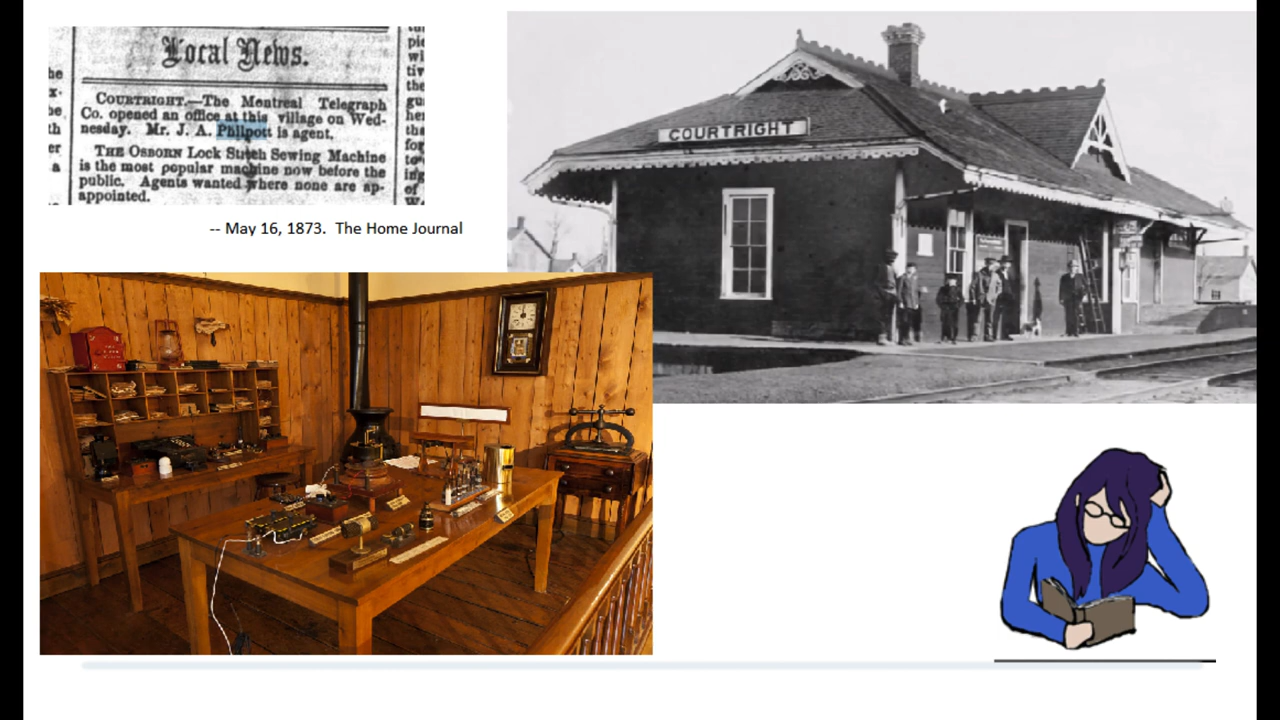 Local News.
COURTRIGHT.—The Montreal Telegraph
Co. opened an office at this village on Wed-
nesday. Mr. J. A. Philpott is agent.
THE OSBORN Lock Stitch Sewing Machine
is the most popular machine now before the
public. Agents wanted where none are ap-
appointed.
-- May 16, 1873. The Home Journal
COURTRIGHT